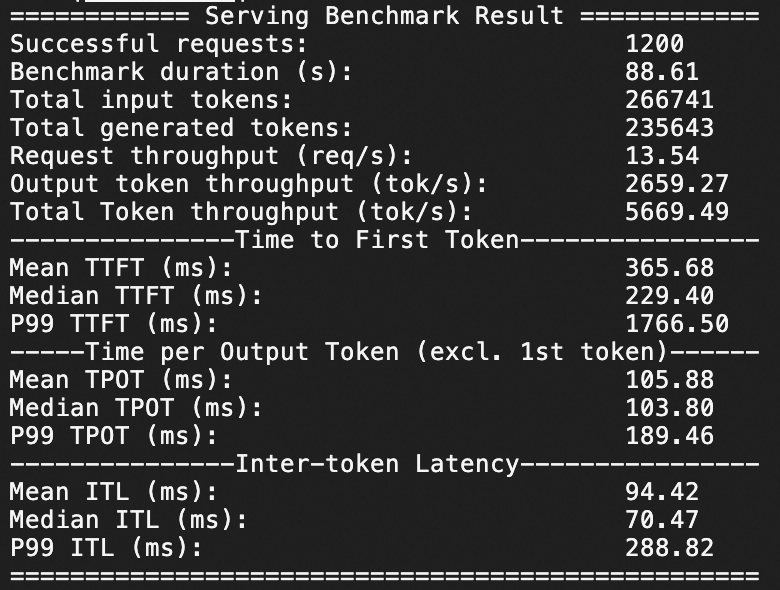 ============ Serving Benchmark Result ============
Successful requests:                     1200
Benchmark duration (s):                  88.61
Total input tokens:                      266741
Total generated tokens:                  235643
Request throughput (req/s):              13.54
Output token throughput (tok/s):         2659.27
Total Token throughput (tok/s):          5669.49
---------------Time to First Token----------------
Mean TTFT (ms):                          365.68
Median TTFT (ms):                        229.40
P99 TTFT (ms):                           1766.50
-----Time per Output Token (excl. 1st token)------
Mean TPOT (ms):                          105.88
Median TPOT (ms):                        103.80
P99 TPOT (ms):                           189.46
---------------Inter-token Latency----------------
Mean ITL (ms):                           94.42
Median ITL (ms):                         70.47
P99 ITL (ms):                            288.82
==================================================